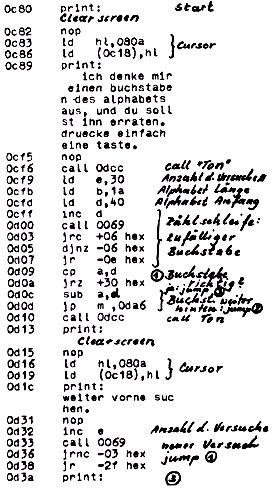 0c80 print: Start
Clear screen
0c82 nop
0c83 ld hl,080a } Cursor
0c86 ld (0c18),hl
0c89 print:
ich denke mir
einen buchstabe
n des alphabets
aus, und du soll
st ihn erraten.
druecke einfach
eine taste.
0cf5 nop
0cf6 call 0dcc call "Ton"
0cf9 ld e,30 Anzahl d. Versuche
0cfb ld b,1a Alphabet Länge
0cfd ld d,40 Alphabet Anfang
0cff inc d Zählschleife:
0d00 call 0069
0d03 jrc +06 hex zufälliger
0d05 djnz -06 hex Buchstabe
0d07 jr -0e hex
0d09 cp a,d ① Buchstabe
0d0a jrz +30 hex richtig?
0d0c sub a,d Buchst. weiter
0d0d jp m,0da6 hinten: jump ②
0d10 call 0dcc call Ton
0d13 print:
Clear screen
0d15 nop
0d16 ld hl,080a } Cursor
0d19 ld (0c18),hl
0d1c print:
weiter vorne suc
hen.
0d31 nop
0d32 inc e Anzahl d. Versuche
0d33 call 0069 neuer Versuch
0d36 jrnc -03 hex jump ①
0d38 jr -2f hex
0d3a print: ③